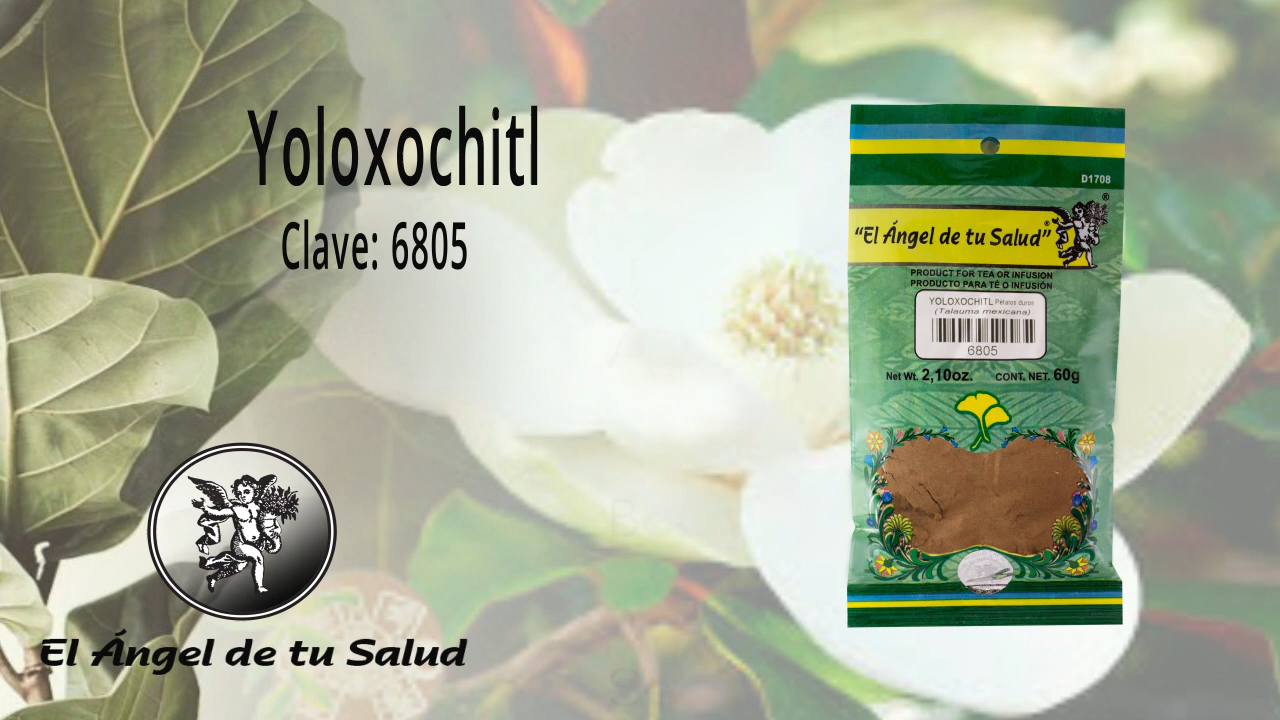 Yoloxochitl
Clave: 6805
El Ángel de tu Salud
D1708
®
"El Ángel de tu Salud"®
PRODUCT FOR TEA OR INFUSION
PRODUCTO PARA TÉ O INFUSIÓN
YOLOXOCHITL Pétalos duros
(Talauma mexicana)
6805
Net Wt. 2,10oz. CONT. NET. 60g